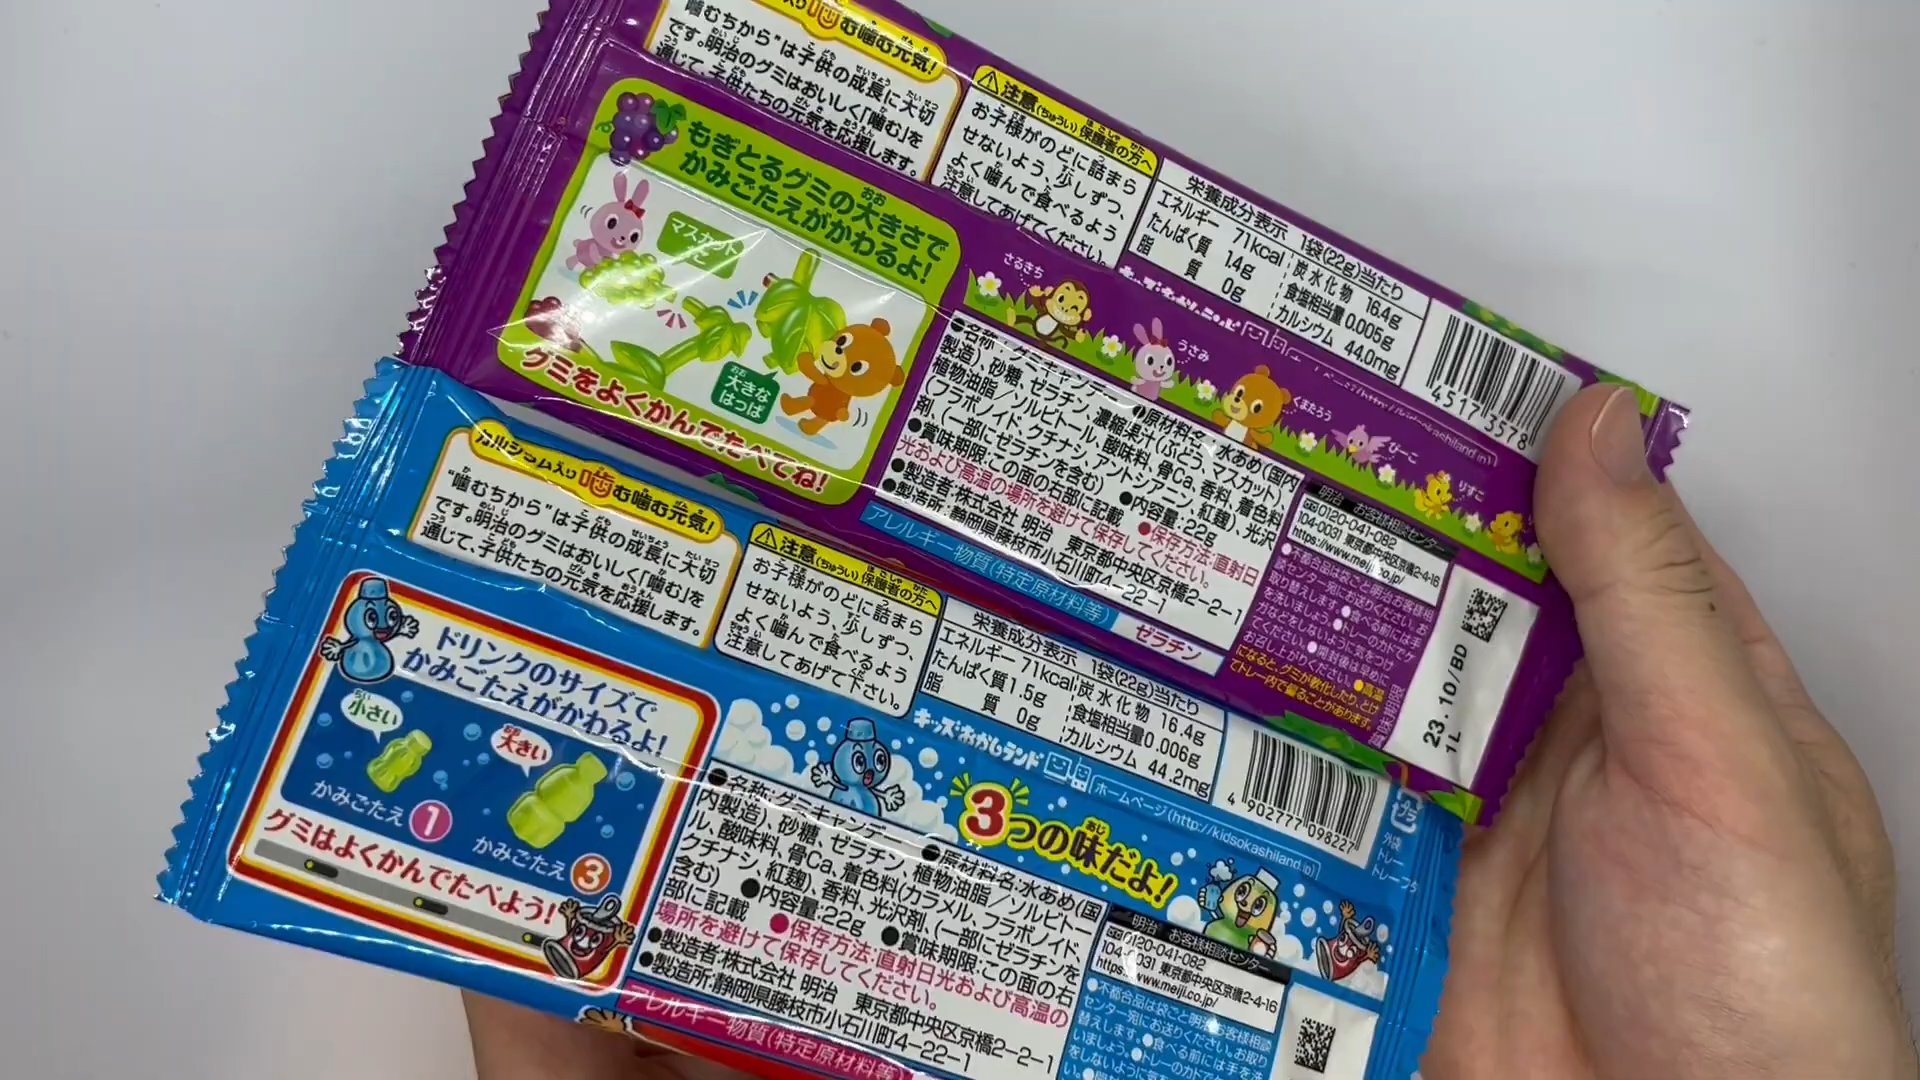 む噛む元気!
噛むちから"は子供の成長に大切
です。明治のグミはおいしく「噛む」を
通じて、子供たちの元気を応援します。
もぎとるグミの大きさで
かみごたえがかわるよ!
マスカット
大きな
はっぱ
グミをよくかんでたべてね!
注意(ちゅうい)保護者の方へ
お子様がのどに詰まら
せないよう、少しずつ、
よく噛んで食べるよう
注意してあげてください。
栄養成分表示 1袋(22g)当たり
エネルギー 71kcal
たんぱく質 1.4g
脂質 0g
炭水化物 16.4g
食塩相当量 0.005g
カルシウム 44.0mg
さるきち
うさみ
くまたろう
ぴーこ
りすこ
●名称:グミキャンデー ●原材料名:水あめ(国内
製造)、砂糖、ゼラチン、濃縮果汁(ぶどう、マスカット)、
植物油脂/ソルビトール、酸味料、骨Ca、香料、着色料
(フラボノイド、クチナシ、アントシアニン、紅麹)、光沢
剤、(一部にゼラチンを含む) ●内容量:22g
●賞味期限:この面の右部に記載 ●保存方法:直射日
光および高温の場所を避けて保存してください。
●製造者:株式会社 明治 東京都中央区京橋2-2-1
●製造所:静岡県藤枝市小石川町4-22-1
アレルギー物質(特定原材料等) ゼラチン
4517 3578
明治 お客様相談センター
0120-041-082
104-0031 東京都中央区京橋2-4-16
https://www.meiji.co.jp/
23.10/BD
1L
カルシウム入り 噛む噛む元気!
"噛むちから"は子供の成長に大切
です。明治のグミはおいしく「噛む」を
通じて、子供たちの元気を応援します。
ドリンクのサイズで
かみごたえがかわるよ!
小さい
大きい
かみごたえ 1
かみごたえ 3
グミはよくかんでたべよう!
注意(ちゅうい)保護者の方へ
お子様がのどに詰まら
せないよう、少しずつ、
よく噛んで食べるよう
注意してあげて下さい。
栄養成分表示 1袋(22g)当たり
エネルギー 71kcal
たんぱく質 1.5g
脂質 0g
炭水化物 16.4g
食塩相当量 0.006g
カルシウム 44.2mg
キッズおかしランド
ホームページ(http://kidsokashiland.jp)
3つの味だよ!
4 902777 098227
プラ
外袋
トレー
●名称:グミキャンデー ●原材料名:水あめ(国
内製造)、砂糖、ゼラチン、植物油脂/ソルビトー
ル、酸味料、骨Ca、着色料(カラメル、フラボノイド、
クチナシ、紅麹)、香料、光沢剤、(一部にゼラチンを
含む) ●内容量:22g ●賞味期限:この面の右
部に記載 ●保存方法:直射日光および高温の
場所を避けて保存してください。
●製造者:株式会社 明治 東京都中央区京橋2-2-1
●製造所:静岡県藤枝市小石川町4-22-1
アレルギー物質(特定原材料等)
明治 お客様相談センター
0120-041-082
104-0031 東京都中央区京橋2-4-16
https://www.meiji.co.jp/